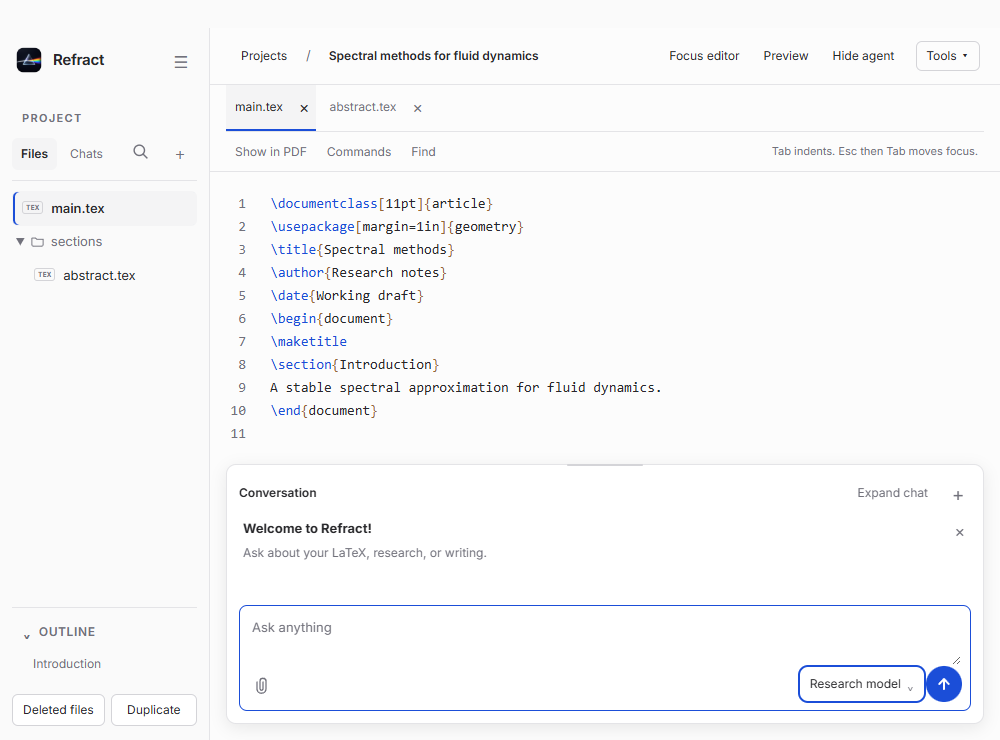 Refract
PROJECT
Files Chats
TEX main.tex
sections
TEX abstract.tex
OUTLINE
Introduction
Deleted files Duplicate
Projects / Spectral methods for fluid dynamics Focus editor Preview Hide agent Tools
main.tex × abstract.tex ×
Show in PDF Commands Find Tab indents. Esc then Tab moves focus.
1 \documentclass[11pt]{article}
2 \usepackage[margin=1in]{geometry}
3 \title{Spectral methods}
4 \author{Research notes}
5 \date{Working draft}
6 \begin{document}
7 \maketitle
8 \section{Introduction}
9 A stable spectral approximation for fluid dynamics.
10 \end{document}
11
Conversation Expand chat +
Welcome to Refract! ×
Ask about your LaTeX, research, or writing.
Ask anything
Research model